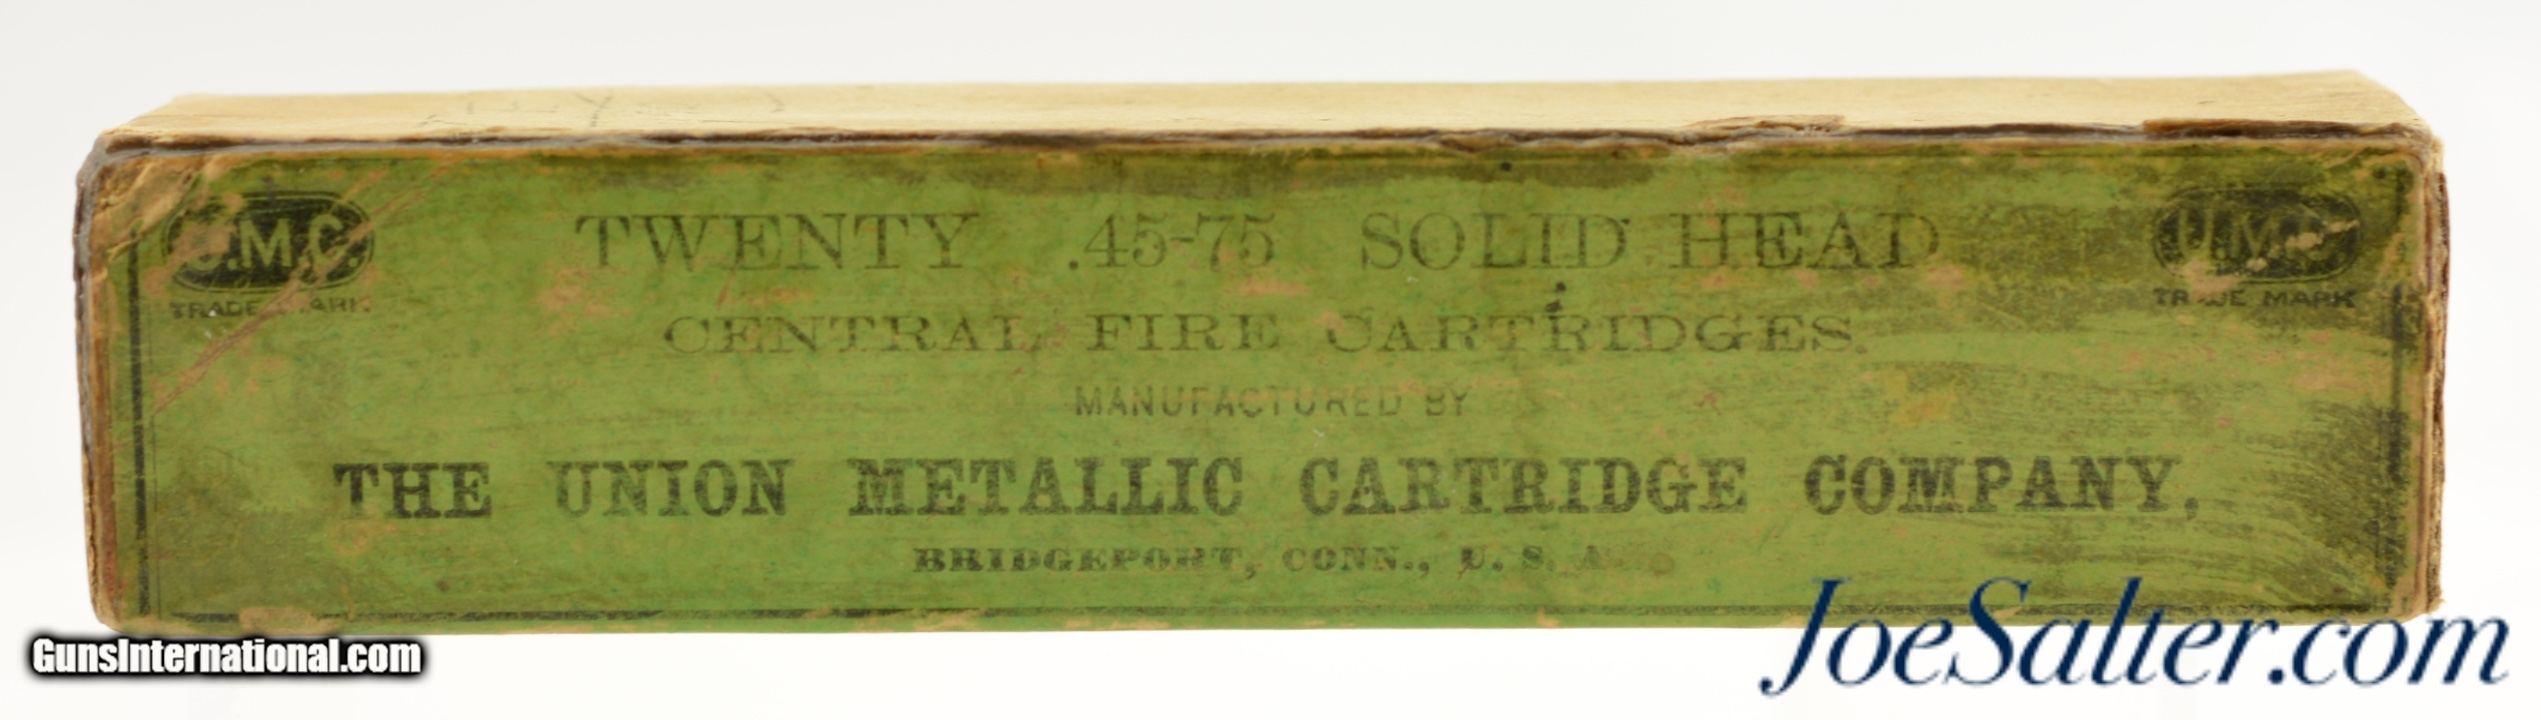 U.M.C.
TRADE MARK
TWENTY .45-75 SOLID HEAD
U.M.C.
TRADE MARK
CENTRAL FIRE CARTRIDGES.
MANUFACTURED BY
THE UNION METALLIC CARTRIDGE COMPANY,
BRIDGEPORT, CONN., U. S. A.
GunsInternational.com
JoeSalter.com